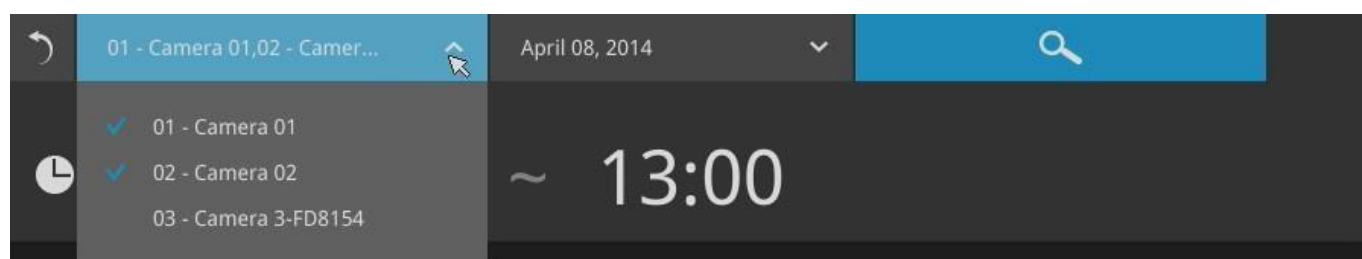 01 - Camera 01,02 - Camer...
April 08, 2014
01 - Camera 01
02 - Camera 02
03 - Camera 3-FD8154
~ 13:00